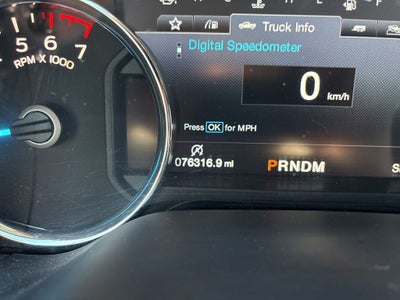 E F
Truck Info
Digital Speedometer
0 km/h
5 6 7
RPM X 1000
Press OK for MPH
076316.9 mi
PRNDM